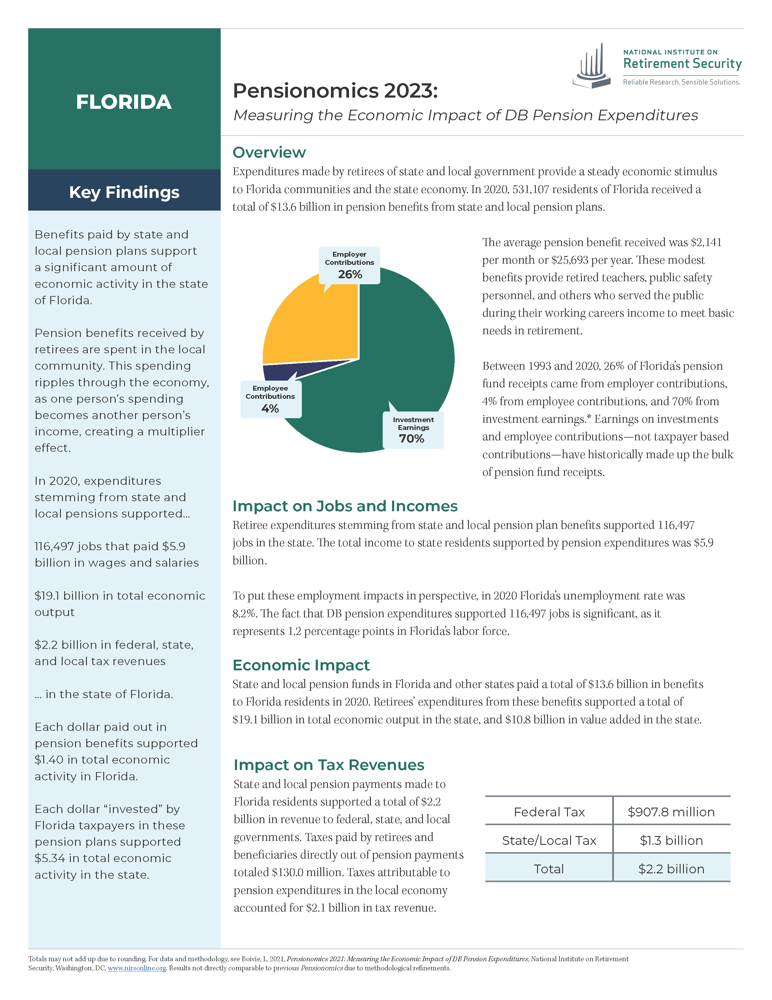 FLORIDA
NATIONAL INSTITUTE ON
Retirement Security
Reliable Research. Sensible Solutions.
Pensionomics 2023:
Measuring the Economic Impact of DB Pension Expenditures
Key Findings
Benefits paid by state and
local pension plans support
a significant amount of
economic activity in the state
of Florida.
Pension benefits received by
retirees are spent in the local
community. This spending
ripples through the economy,
as one person’s spending
becomes another person’s
income, creating a multiplier
effect.
In 2020, expenditures
stemming from state and
local pensions supported...
116,497 jobs that paid $5.9
billion in wages and salaries
$19.1 billion in total economic
output
$2.2 billion in federal, state,
and local tax revenues
... in the state of Florida.
Each dollar paid out in
pension benefits supported
$1.40 in total economic
activity in Florida.
Each dollar “invested” by
Florida taxpayers in these
pension plans supported
$5.34 in total economic
activity in the state.
Overview
Expenditures made by retirees of state and local government provide a steady economic stimulus
to Florida communities and the state economy. In 2020, 531,107 residents of Florida received a
total of $13.6 billion in pension benefits from state and local pension plans.
Employer
Contributions
26%
Employee
Contributions
4%
Investment
Earnings
70%
The average pension benefit received was $2,141
per month or $25,693 per year. These modest
benefits provide retired teachers, public safety
personnel, and others who served the public
during their working careers income to meet basic
needs in retirement.
Between 1993 and 2020, 26% of Florida’s pension
fund receipts came from employer contributions,
4% from employee contributions, and 70% from
investment earnings.* Earnings on investments
and employee contributions—not taxpayer based
contributions—have historically made up the bulk
of pension fund receipts.
Impact on Jobs and Incomes
Retiree expenditures stemming from state and local pension plan benefits supported 116,497
jobs in the state. The total income to state residents supported by pension expenditures was $5.9
billion.
To put these employment impacts in perspective, in 2020 Florida’s unemployment rate was
8.2%. The fact that DB pension expenditures supported 116,497 jobs is significant, as it
represents 1.2 percentage points in Florida’s labor force.
Economic Impact
State and local pension funds in Florida and other states paid a total of $13.6 billion in benefits
to Florida residents in 2020. Retirees’ expenditures from these benefits supported a total of
$19.1 billion in total economic output in the state, and $10.8 billion in value added in the state.
Impact on Tax Revenues
State and local pension payments made to
Florida residents supported a total of $2.2
billion in revenue to federal, state, and local
governments. Taxes paid by retirees and
beneficiaries directly out of pension payments
totaled $130.0 million. Taxes attributable to
pension expenditures in the local economy
accounted for $2.1 billion in tax revenue.
Federal Tax $907.8 million
State/Local Tax $1.3 billion
Total $2.2 billion
Totals may not add up due to rounding. For data and methodology, see Boivie, I., 2021, Pensionomics 2021: Measuring the Economic Impact of DB Pension Expenditures, National Institute on Retirement
Security, Washington, DC, www.nirsonline.org. Results not directly comparable to previous Pensionomics due to methodological refinements.